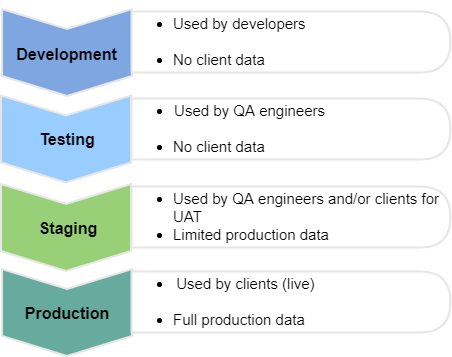 Development
• Used by developers
• No client data
Testing
• Used by QA engineers
• No client data
Staging
• Used by QA engineers and/or clients for
UAT
• Limited production data
Production
• Used by clients (live)
• Full production data